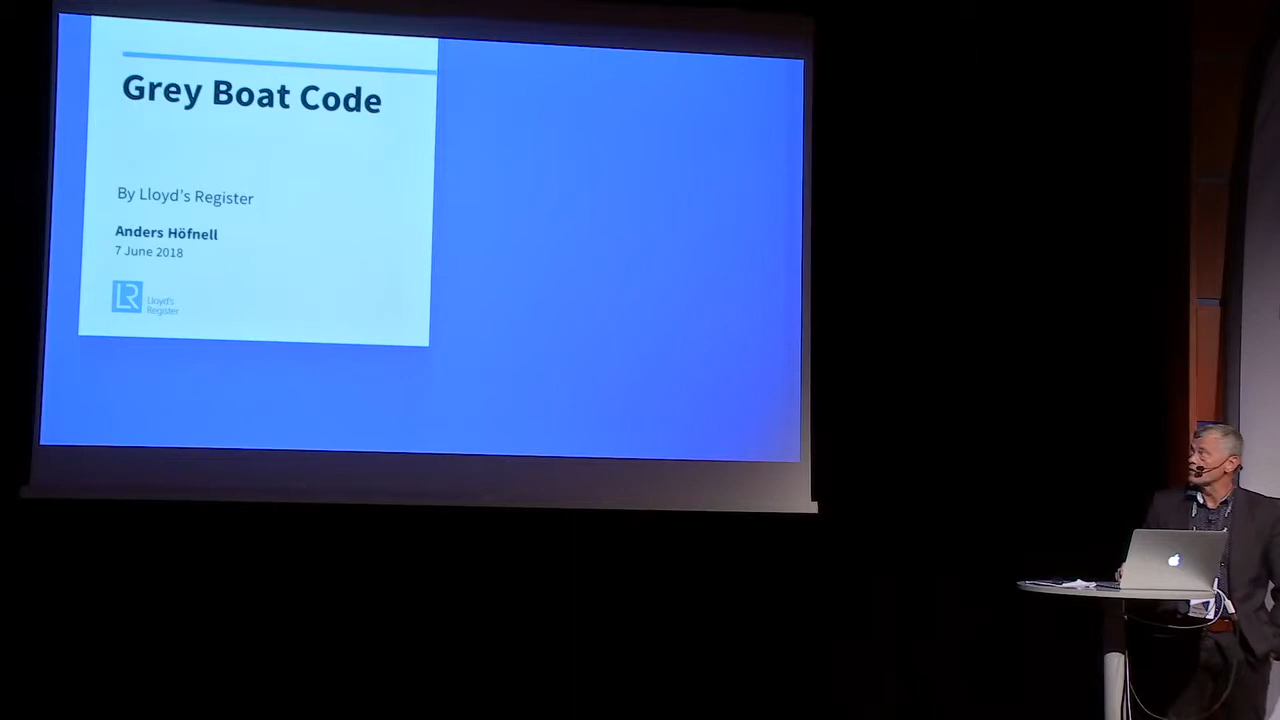 Grey Boat Code
By Lloyd's Register
Anders Höfnell
7 June 2018
LR Lloyd's
Register